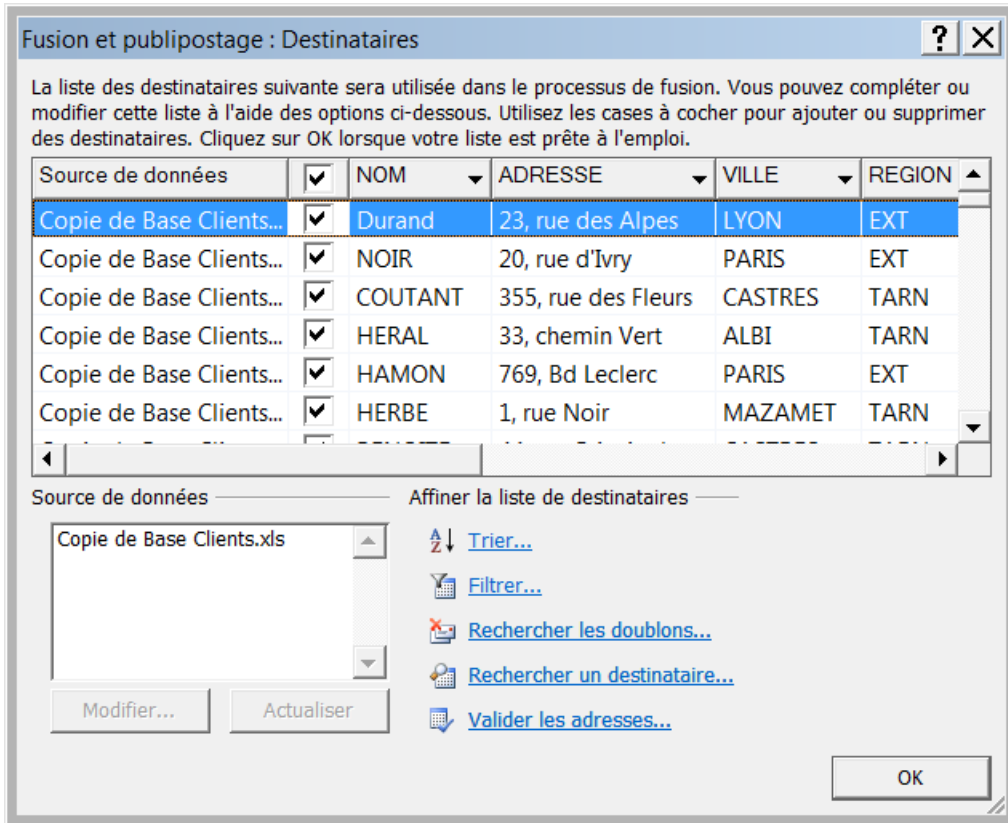 Fusion et publipostage : Destinataires
La liste des destinataires suivante sera utilisée dans le processus de fusion. Vous pouvez compléter ou
modifier cette liste à l'aide des options ci-dessous. Utilisez les cases à cocher pour ajouter ou supprimer
des destinataires. Cliquez sur OK lorsque votre liste est prête à l'emploi.
Source de données NOM ADRESSE VILLE REGION
Copie de Base Clients... Durand 23, rue des Alpes LYON EXT
Copie de Base Clients... NOIR 20, rue d'Ivry PARIS EXT
Copie de Base Clients... COUTANT 355, rue des Fleurs CASTRES TARN
Copie de Base Clients... HERAL 33, chemin Vert ALBI TARN
Copie de Base Clients... HAMON 769, Bd Leclerc PARIS EXT
Copie de Base Clients... HERBE 1, rue Noir MAZAMET TARN
Source de données
Copie de Base Clients.xls
Modifier... Actualiser
Affiner la liste de destinataires
Trier...
Filtrer...
Rechercher les doublons...
Rechercher un destinataire...
Valider les adresses...
OK